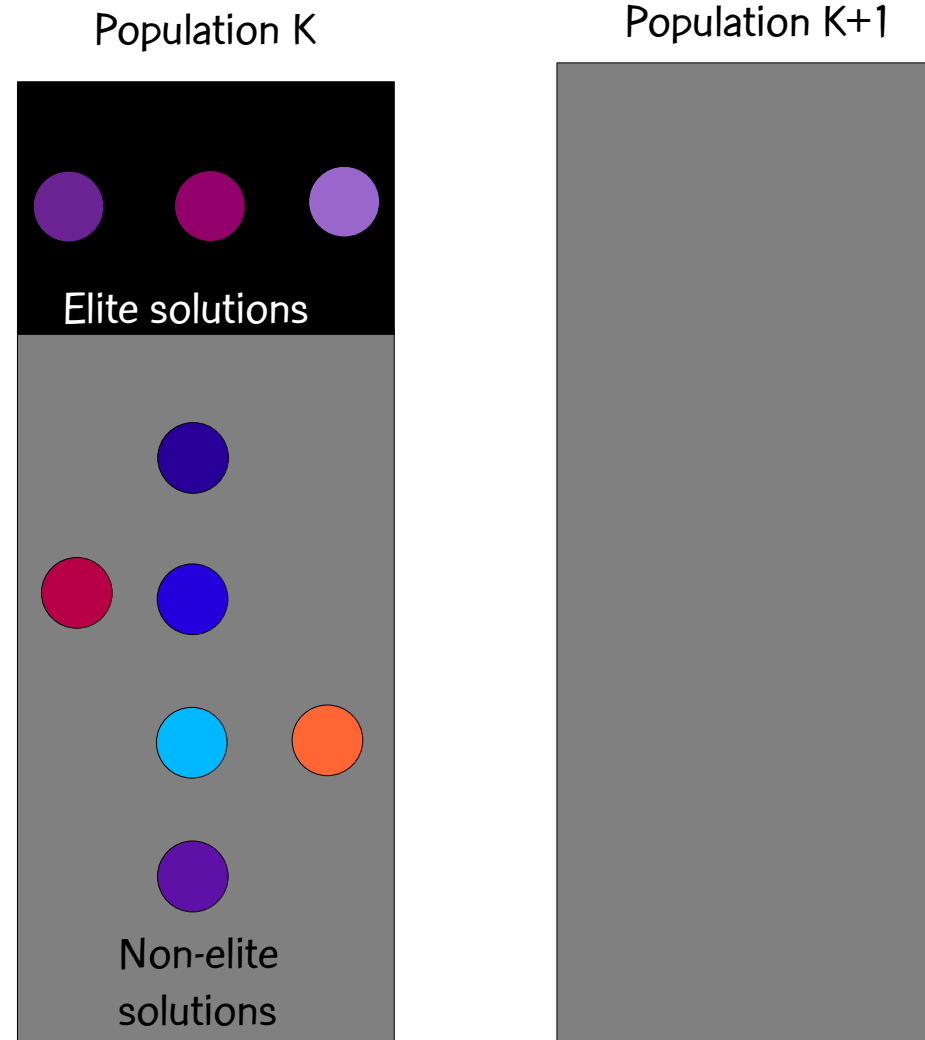 Population K
Population K+1
Elite solutions
Non-elite
solutions